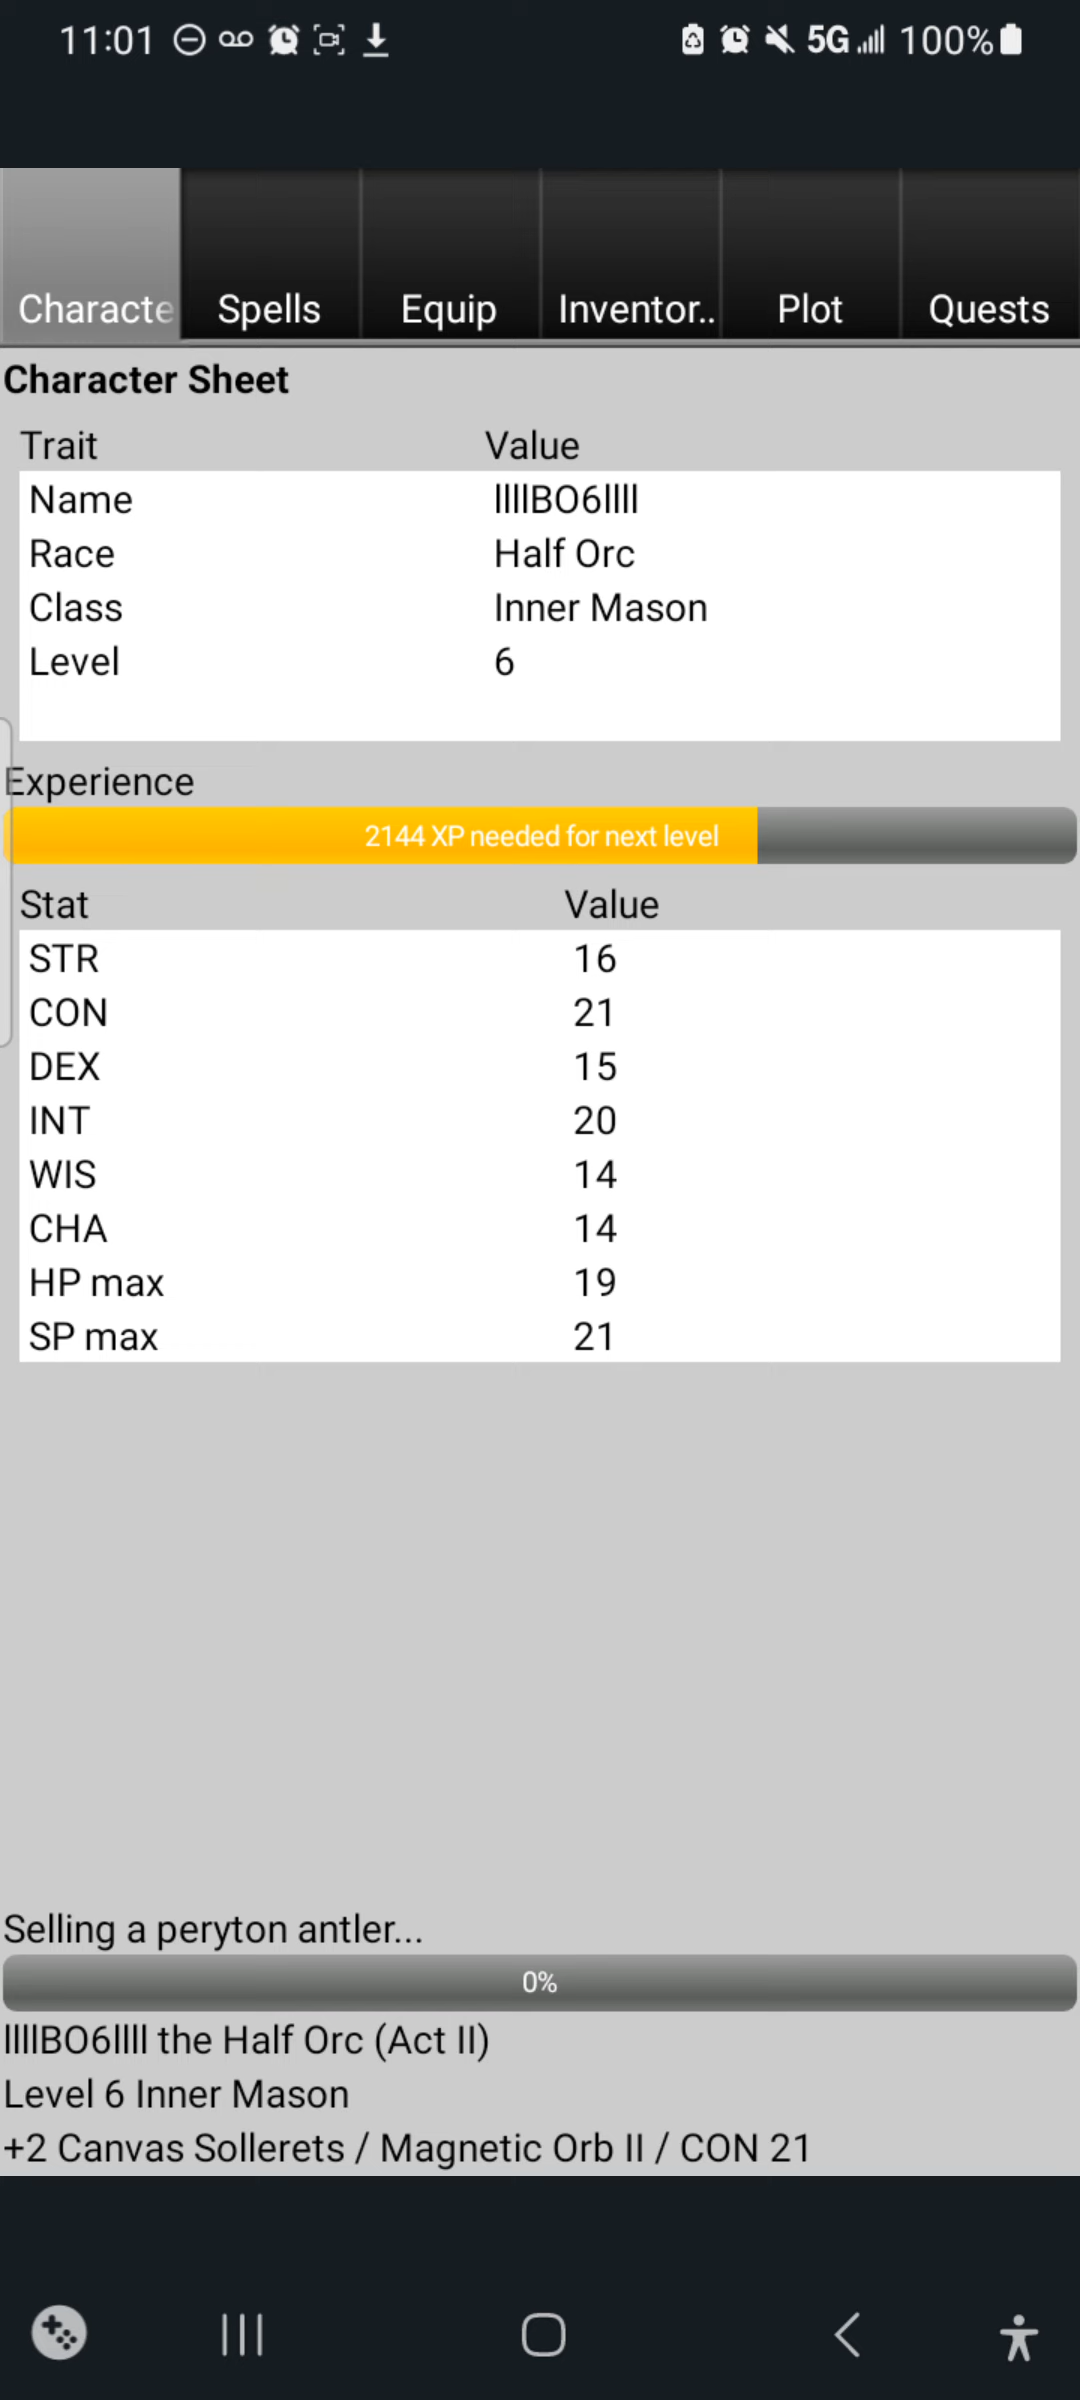 11:01 5G 100%
Characte Spells Equip Inventor.. Plot Quests
Character Sheet
Trait Value
Name llllBO6llll
Race Half Orc
Class Inner Mason
Level 6
Experience
2144 XP needed for next level
Stat Value
STR 16
CON 21
DEX 15
INT 20
WIS 14
CHA 14
HP max 19
SP max 21
Selling a peryton antler...
0%
llllBO6llll the Half Orc (Act II)
Level 6 Inner Mason
+2 Canvas Sollerets / Magnetic Orb II / CON 21